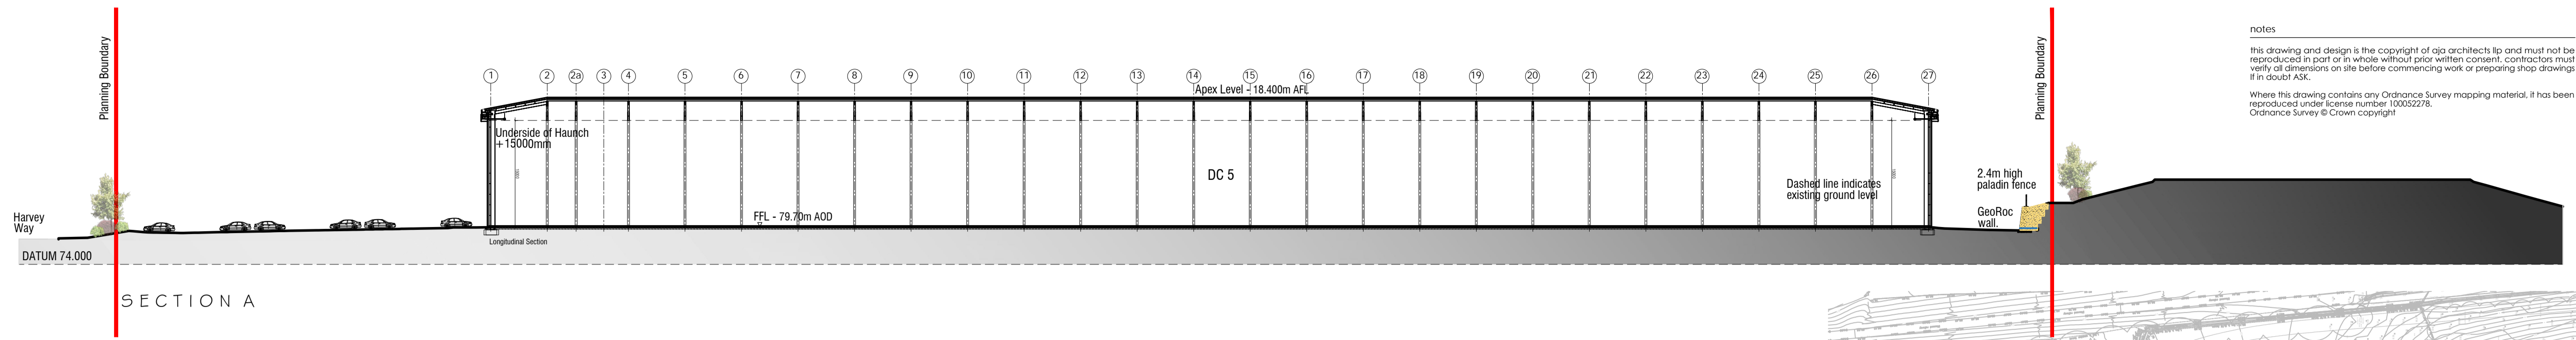 Planning Boundary
1
2
2a
3
4
5
6
7
8
9
10
11
12
13
14
15
16
17
18
19
20
21
22
23
24
25
26
27
Apex Level - 18.400m AFL
Underside of Haunch
+15000mm
DC 5
Dashed line indicates
existing ground level
FFL - 79.70m AOD
Longitudinal Section
Harvey
Way
DATUM 74.000
SECTION A
2.4m high
paladin fence
GeoRoc
wall.
Planning Boundary
notes
this drawing and design is the copyright of aja architects llp and must not be
reproduced in part or in whole without prior written consent. contractors must
verify all dimensions on site before commencing work or preparing shop drawings
If in doubt ASK.
Where this drawing contains any Ordnance Survey mapping material, it has been
reproduced under license number 100052278.
Ordnance Survey © Crown copyright